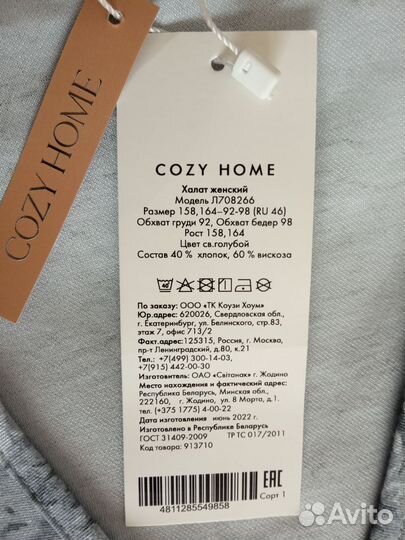 COZY HOME
COZY HOME
Халат женский
Модель Л708266
Размер 158,164–92-98 (RU 46)
Обхват груди 92, Обхват бедер 98
Рост 158,164
Цвет св.голубой
Состав 40 % хлопок, 60 % вискоза
По заказу: ООО «ТК Коузи Хоум»
Юр.адрес: 620026, Свердловская обл.,
г. Екатеринбург, ул. Белинского, стр.83,
этаж 7, офис 713/2
Факт.адрес:125315, Россия, г. Москва,
пр-т Ленинградский, д.80, к.21
Тел.: +7(499) 300-14-03,
+7(915) 442-00-30
Изготовитель: ОАО «Свiтанак» г. Жодино
Место нахождения и фактический адрес:
Республика Беларусь, Минская обл.,
222160, г. Жодино, ул. 8 Марта, д.1.
тел. (+375 1775) 4-00-22
Дата изготовления июнь 2022 г.
Изготовлено в Республике Беларусь
ГОСТ 31409-2009 ТР ТС 017/2011
Код товара: 913710
EAC
4811285549858
Сорт 1
Avito